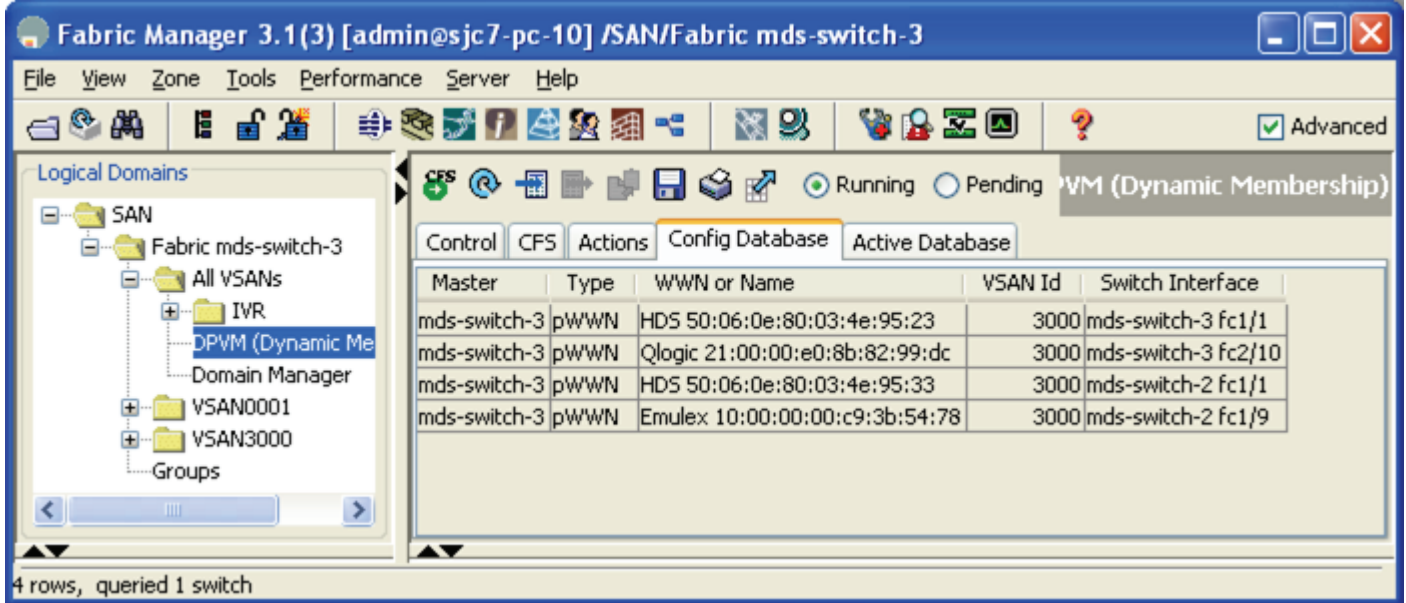 Fabric Manager 3.1(3) [admin@sjc7-pc-10] /SAN/Fabric mds-switch-3
File View Zone Tools Performance Server Help
Advanced
Logical Domains
SAN
Fabric mds-switch-3
All VSANs
IVR
DPVM (Dynamic Me
Domain Manager
VSAN0001
VSAN3000
Groups
CFS Running Pending VM (Dynamic Membership)
Control CFS Actions Config Database Active Database
Master Type WWN or Name VSAN Id Switch Interface
mds-switch-3 pWWN HDS 50:06:0e:80:03:4e:95:23 3000 mds-switch-3 fc1/1
mds-switch-3 pWWN Qlogic 21:00:00:e0:8b:82:99:dc 3000 mds-switch-3 fc2/10
mds-switch-3 pWWN HDS 50:06:0e:80:03:4e:95:33 3000 mds-switch-2 fc1/1
mds-switch-3 pWWN Emulex 10:00:00:00:c9:3b:54:78 3000 mds-switch-2 fc1/9
4 rows, queried 1 switch